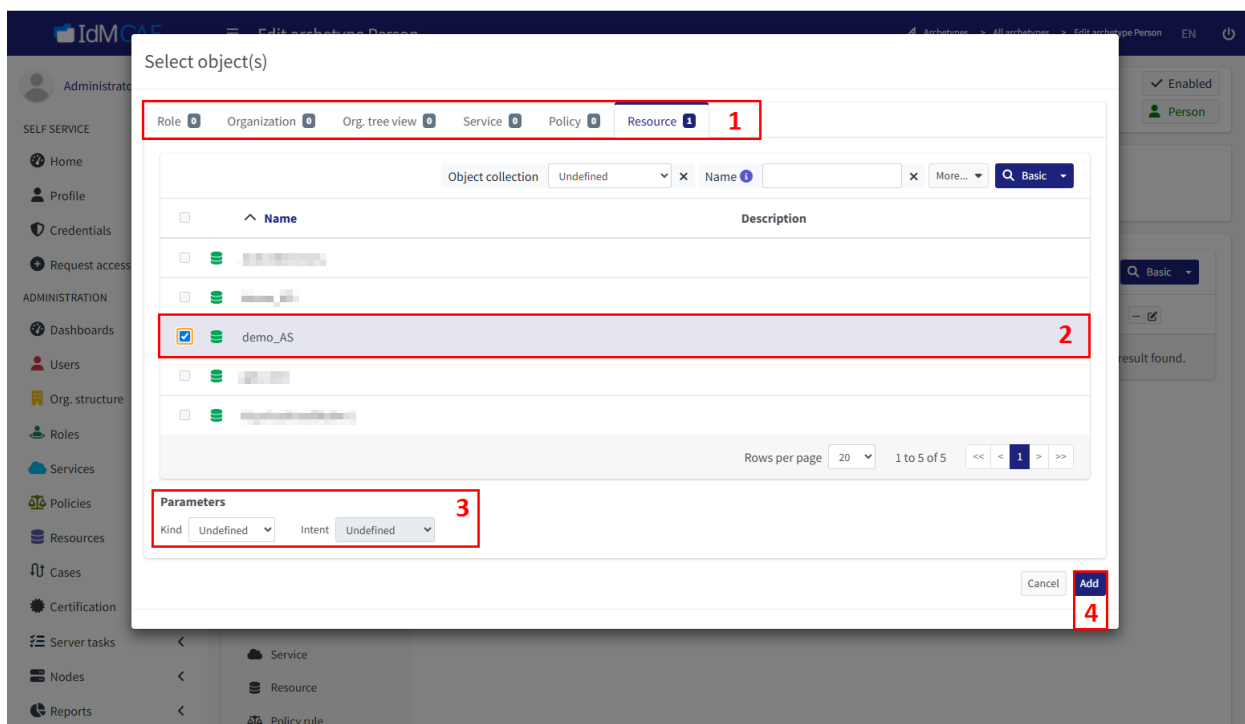 IdMCAF Edit archetype Person Archetypes > All archetypes > Edit archetype Person EN
Select object(s)
Administrato
Enabled
Person
Role 0 Organization 0 Org. tree view 0 Service 0 Policy 0 Resource 1 1
SELF SERVICE
Home
Profile
Credentials
Request access
ADMINISTRATION
Dashboards
Users
Org. structure
Roles
Services
Policies
Resources
Cases
Certification
Server tasks
Nodes
Reports
Object collection Undefined Name More... Basic
Name Description
demo_AS 2
Rows per page 20 1 to 5 of 5 << < 1 > >>
Parameters
Kind Undefined Intent Undefined 3
Cancel Add
4
Basic
result found.
Service
Resource
Policy rule